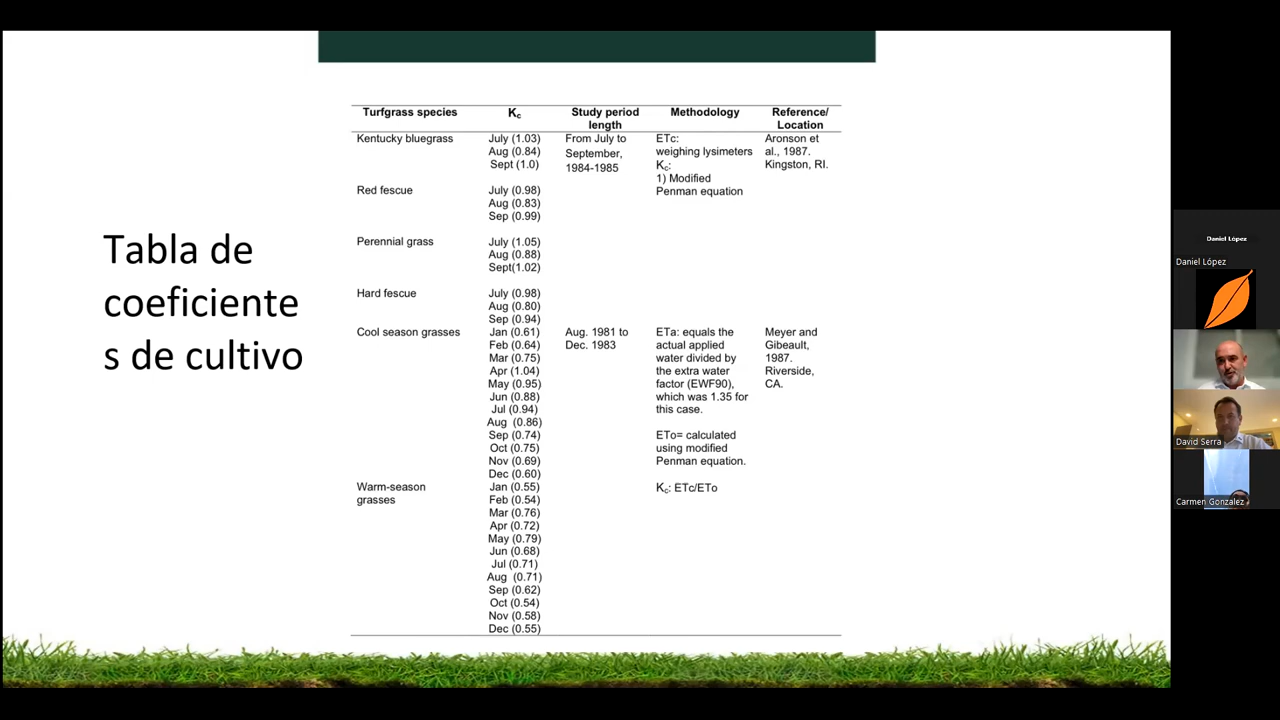 Tabla de
coeficiente
s de cultivo
Turfgrass species Kc Study period length Methodology Reference/ Location
Kentucky bluegrass July (1.03) From July to ETc: Aronson et
Aug (0.84) September, weighing lysimeters al., 1987.
Sept (1.0) 1984-1985 Kc: Kingston, RI.
1) Modified
Red fescue July (0.98) Penman equation
Aug (0.83)
Sep (0.99)
Perennial grass July (1.05)
Aug (0.88)
Sept(1.02)
Hard fescue July (0.98)
Aug (0.80)
Sep (0.94)
Cool season grasses Jan (0.61) Aug. 1981 to ETa: equals the Meyer and
Feb (0.64) Dec. 1983 actual applied Gibeault,
Mar (0.75) water divided by 1987.
Apr (1.04) the extra water Riverside,
May (0.95) factor (EWF90), CA.
Jun (0.88) which was 1.35 for
Jul (0.94) this case.
Aug (0.86)
Sep (0.74) ETo= calculated
Oct (0.75) using modified
Nov (0.69) Penman equation.
Dec (0.60)
Warm-season Jan (0.55) Kc: ETc/ETo
grasses Feb (0.54)
Mar (0.76)
Apr (0.72)
May (0.79)
Jun (0.68)
Jul (0.71)
Aug (0.71)
Sep (0.62)
Oct (0.54)
Nov (0.58)
Dec (0.55)
Daniel López
Daniel López
David Serra
Carmen Gonzalez